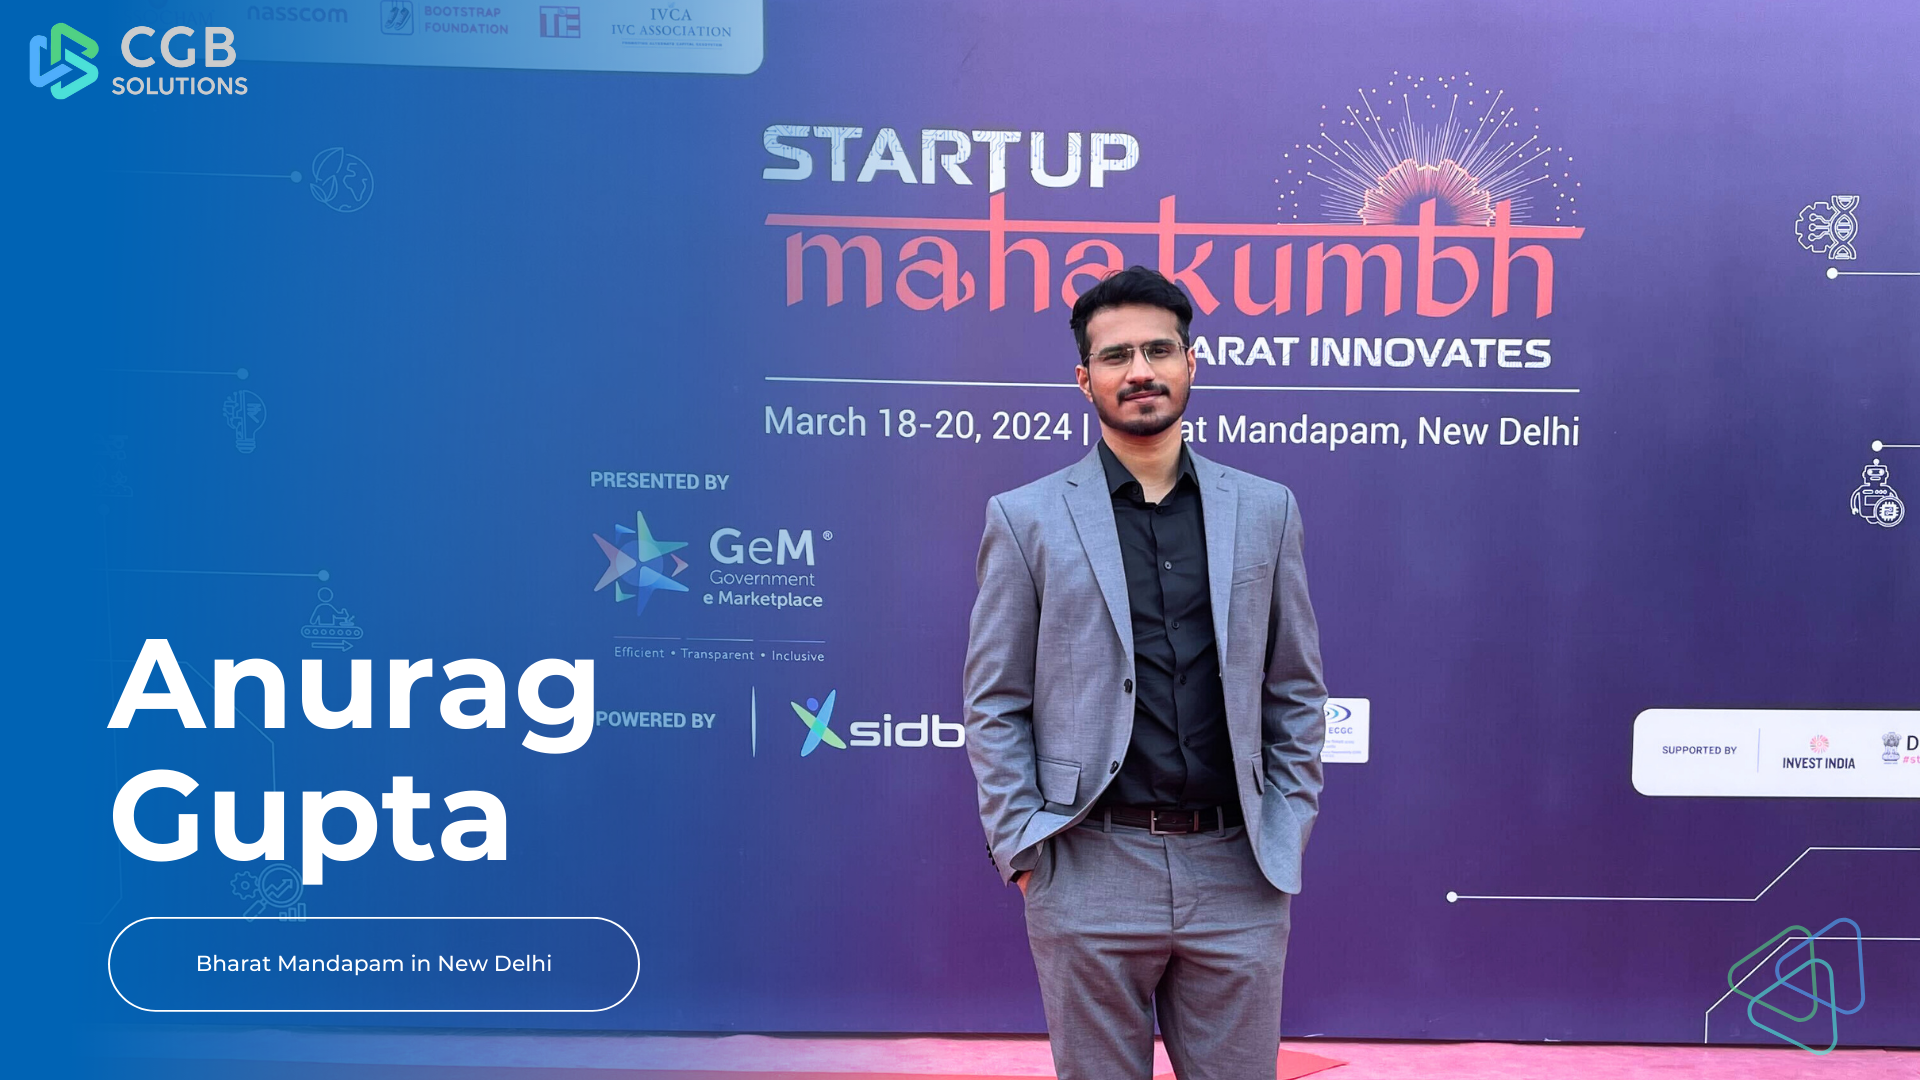 nasscom
BOOTSTRAP
FOUNDATION
TiE
IVCA
IVC ASSOCIATION
CGB
SOLUTIONS
STARTUP
mahakumbh
ARAT INNOVATES
March 18-20, 2024 | at Mandapam, New Delhi
PRESENTED BY
GeM®
Government
e Marketplace
Efficient • Transparent • Inclusive
POWERED BY
sidb
ECGC
SUPPORTED BY
INVEST INDIA
D
#st
Anurag
Gupta
Bharat Mandapam in New Delhi